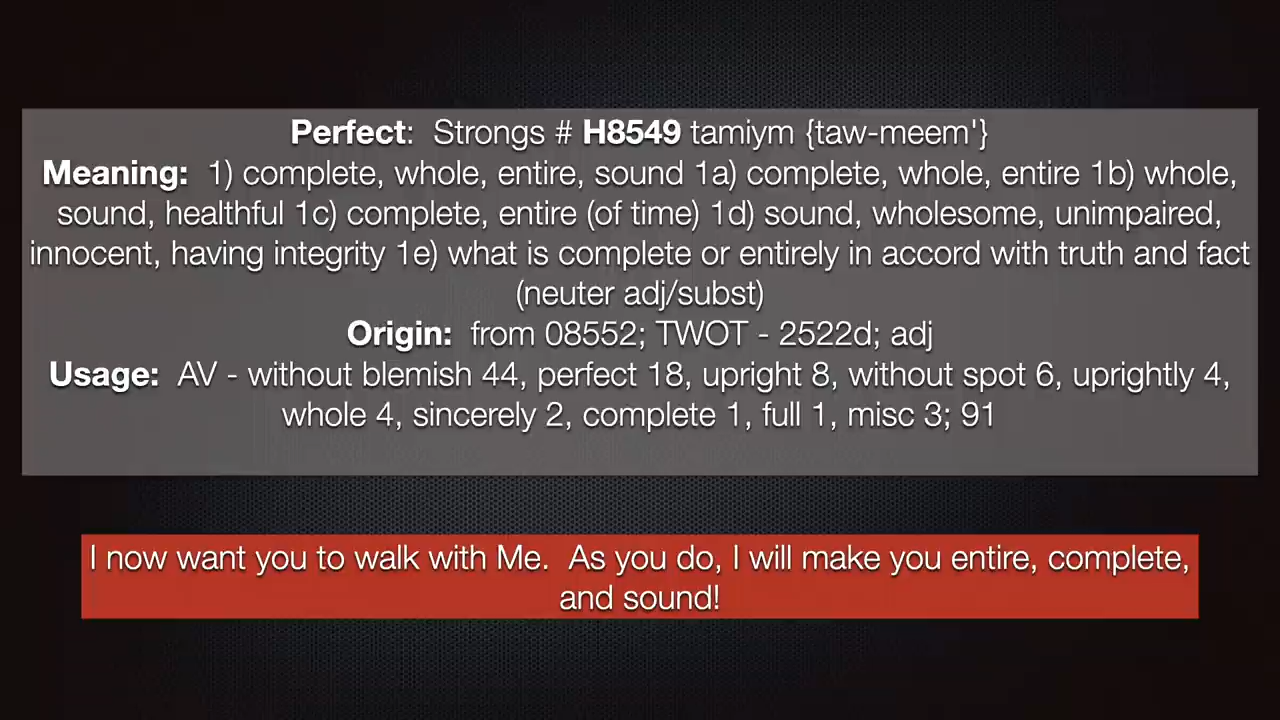 Perfect:  Strongs # H8549 tamiym {taw-meem'}
Meaning:  1) complete, whole, entire, sound 1a) complete, whole, entire 1b) whole,
sound, healthful 1c) complete, entire (of time) 1d) sound, wholesome, unimpaired,
innocent, having integrity 1e) what is complete or entirely in accord with truth and fact
(neuter adj/subst)
Origin:  from 08552; TWOT - 2522d; adj
Usage:  AV - without blemish 44, perfect 18, upright 8, without spot 6, uprightly 4,
whole 4, sincerely 2, complete 1, full 1, misc 3; 91
I now want you to walk with Me.  As you do, I will make you entire, complete,
and sound!